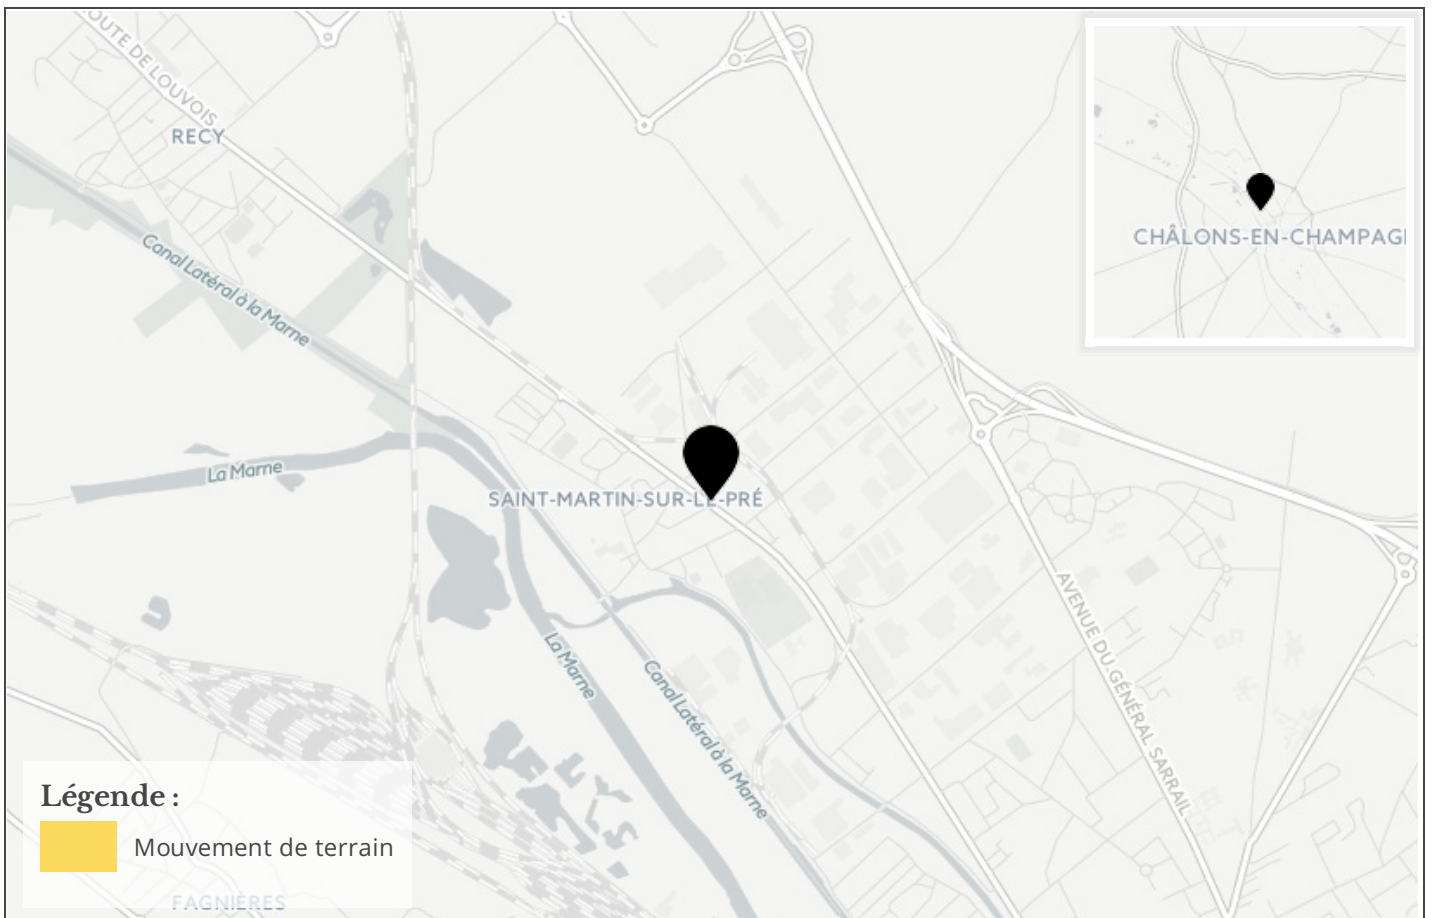 ROUTE DE LOUVOIS
RECY
CHÂLONS-EN-CHAMPAG
Canal Latéral à la Marne
La Marne
SAINT-MARTIN-SUR-LE-PRÉ
AVENUE DU GÉNÉRAL SARRAIL
La Marne
Canal Latéral à la Marne
Légende :
Mouvement de terrain
FAGNIÈRES